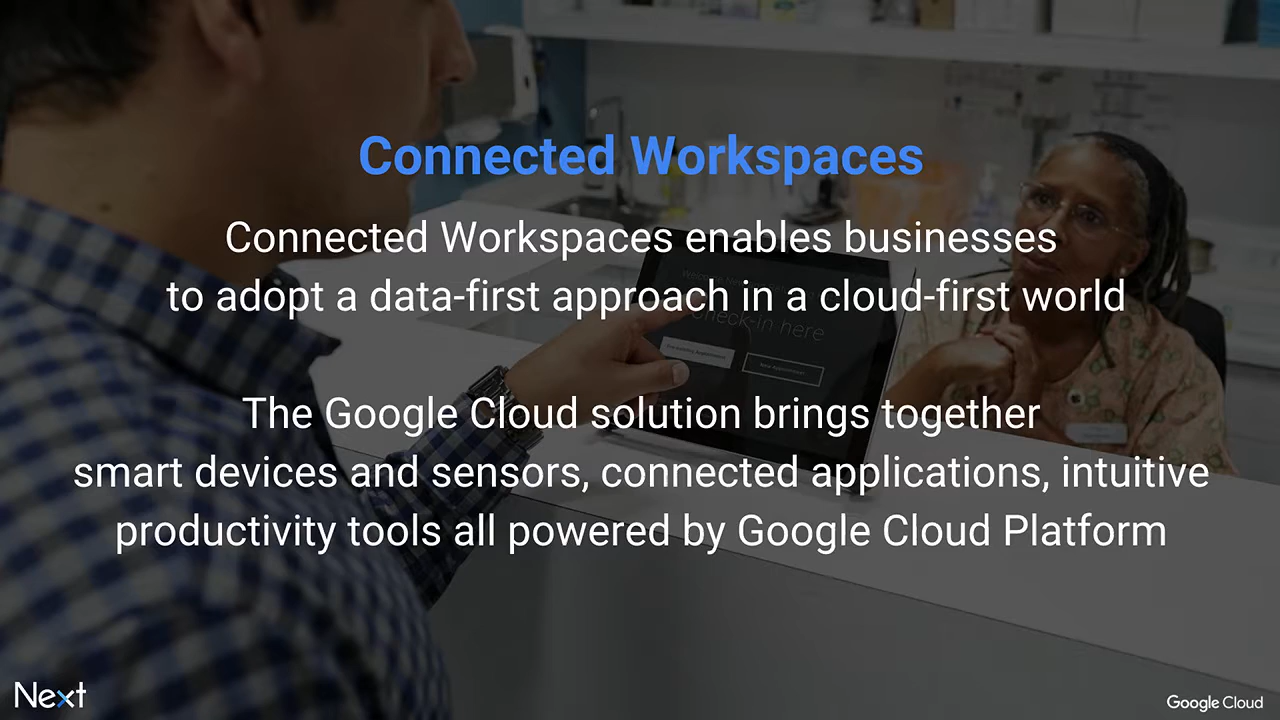 Connected Workspaces
Connected Workspaces enables businesses
to adopt a data-first approach in a cloud-first world
check-in here
New Appointment
The Google Cloud solution brings together
smart devices and sensors, connected applications, intuitive
productivity tools all powered by Google Cloud Platform
Next
Google Cloud